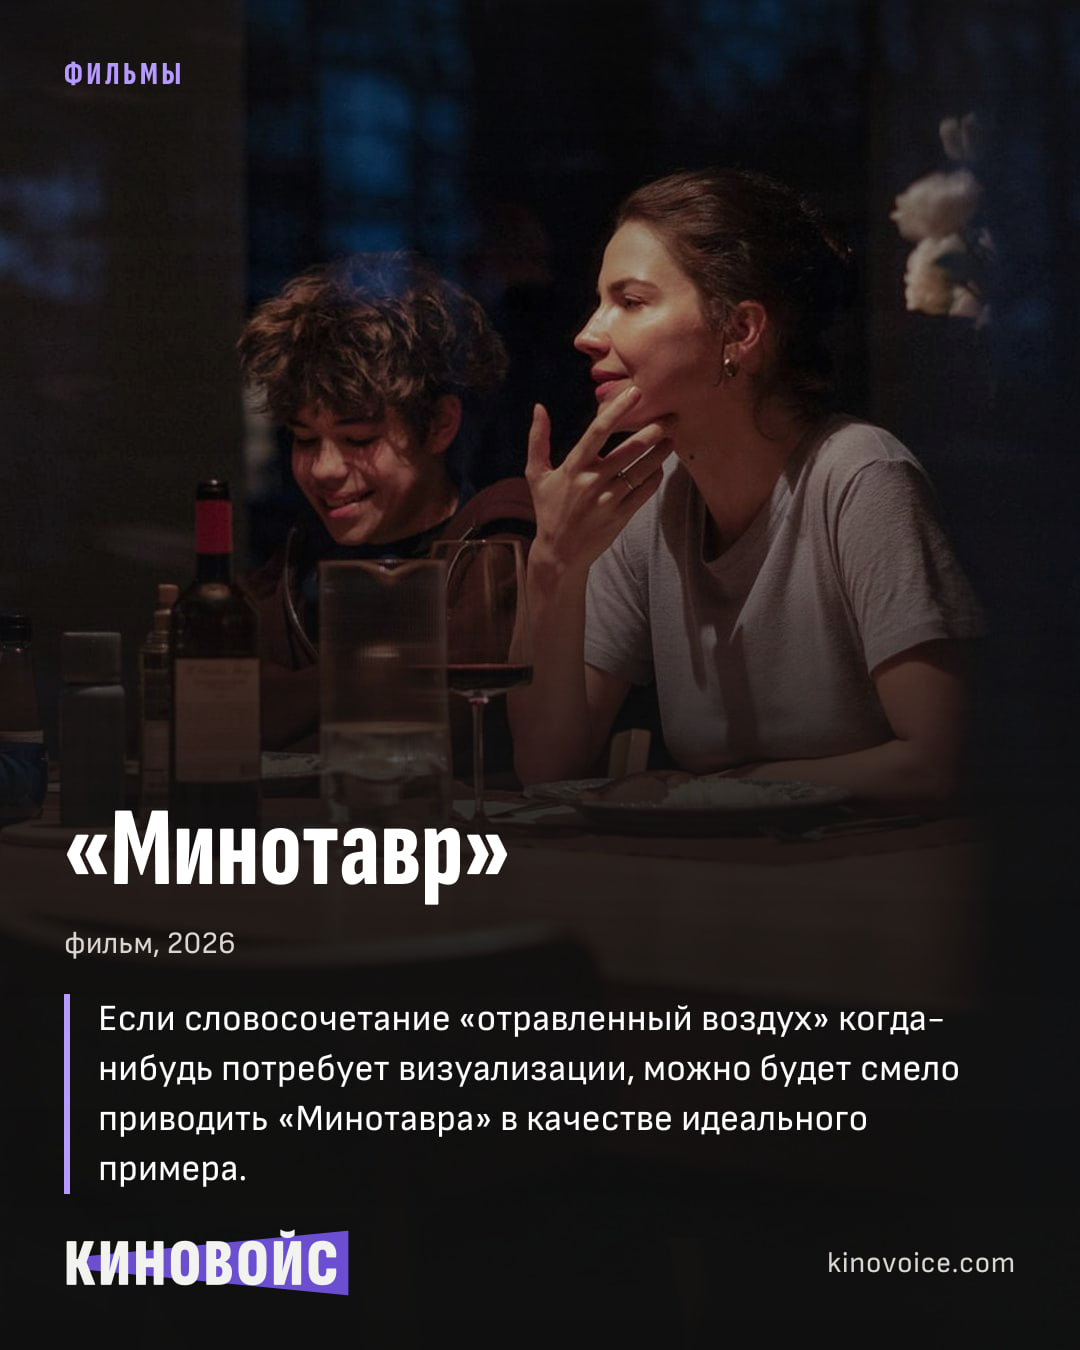 ФИЛЬМЫ
«Минотавр»
фильм, 2026
Если словосочетание «отравленный воздух» когда-
нибудь потребует визуализации, можно будет смело
приводить «Минотавра» в качестве идеального
примера.
КИНОВОЙС
kinovoice.com